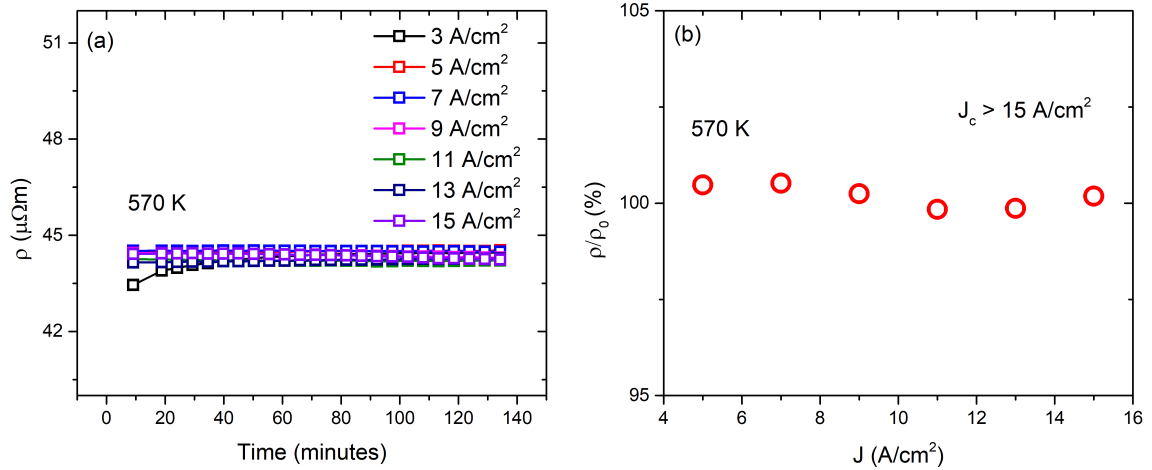 (a)
3 A/cm²
5 A/cm²
7 A/cm²
9 A/cm²
11 A/cm²
13 A/cm²
15 A/cm²
570 K
51
48
45
42
ρ (μΩm)
0 20 40 60 80 100 120 140
Time (minutes)
(b)
J_c > 15 A/cm²
570 K
105
100
95
ρ/ρ₀ (%)
4 6 8 10 12 14 16
J (A/cm²)